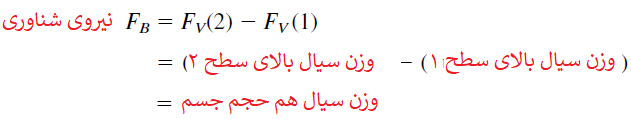 نیروی شناوری F_B = F_V(2) − F_V(1)
= (وزن سیال بالای سطح ۲) − (وزن سیال بالای سطح ۱)
= وزن سیال هم حجم جسم